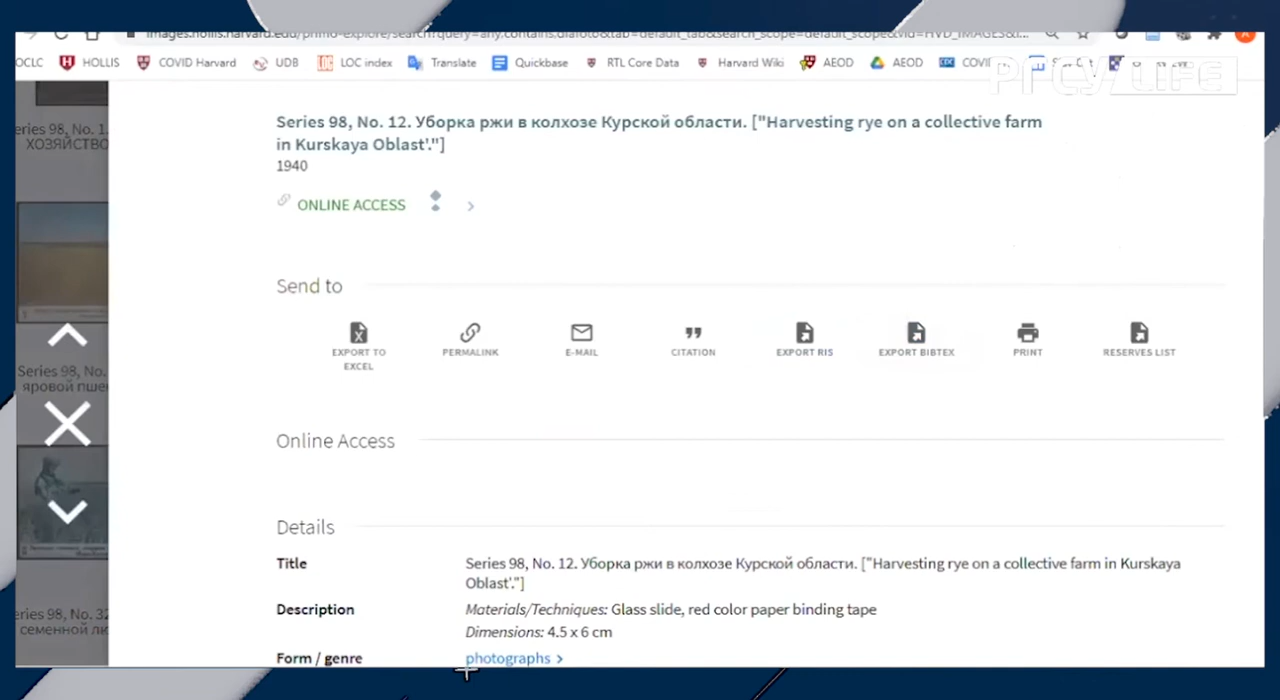 images.hollis.harvard.edu/primo-explore/search?query=any,contains,diafoto&tab=default_tab&search_scope=default_scope&vid=HVD_IMAGES&l...
OCLC HOLLIS COVID Harvard UDB LOC index Translate Quickbase RTL Core Data Harvard Wiki AEOD AEOD
РГСУ/LIFE
eries 98, No. 1
ХОЗЯЙСТВО
Series 98, No.
яровой пше
eries 98, No. 32
семенной
Series 98, No. 12. Уборка ржи в колхозе Курской области. ["Harvesting rye on a collective farm
in Kurskaya Oblast'."]
1940
ONLINE ACCESS
Send to
EXPORT TO
EXCEL
PERMALINK
E-MAIL
CITATION
EXPORT RIS
EXPORT BIBTEX
PRINT
RESERVES LIST
Online Access
Details
Title
Series 98, No. 12. Уборка ржи в колхозе Курской области. ["Harvesting rye on a collective farm in Kurskaya
Oblast'."]
Description
Materials/Techniques: Glass slide, red color paper binding tape
Dimensions: 4.5 x 6 cm
Form / genre
photographs